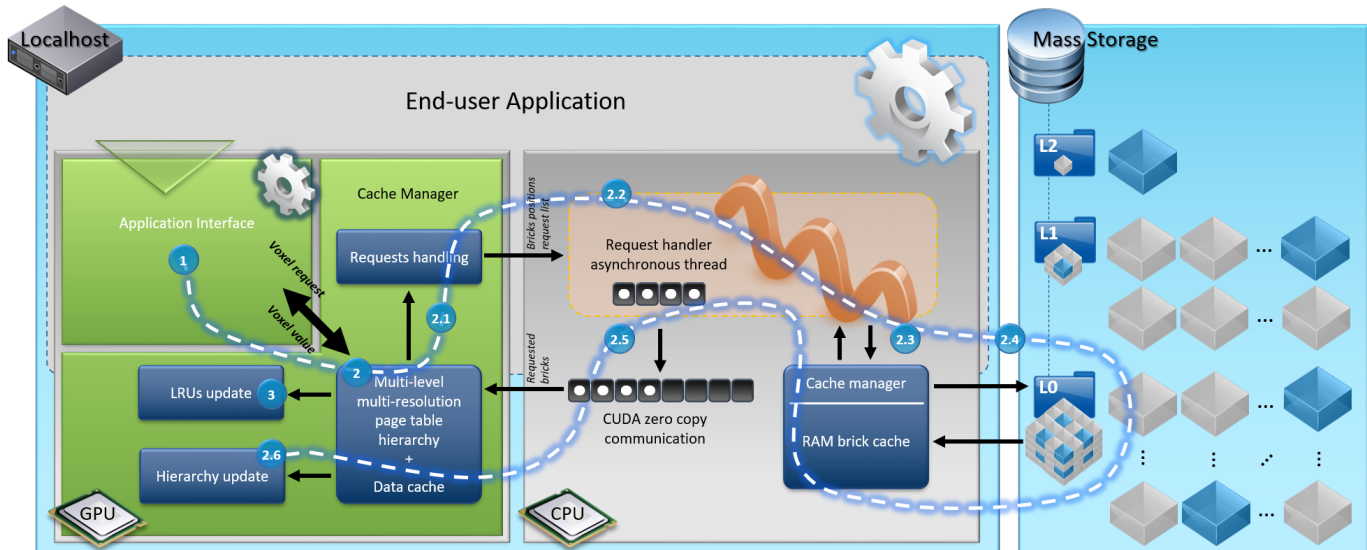 Localhost
Mass Storage
End-user Application
L2
Cache Manager
Application Interface
Bricks positions
request list
2.2
Request handler
asynchronous thread
L1
1
Voxel request
Requests handling
2.1
Voxel value
2.5
2.3
2.4
2
Multi-level
multi-resolution
page table
hierarchy
+
Data cache
LRUs update
3
Requested
bricks
CUDA zero copy
communication
Cache manager
RAM brick cache
L0
2.6
Hierarchy update
GPU
CPU
...
...
...
...